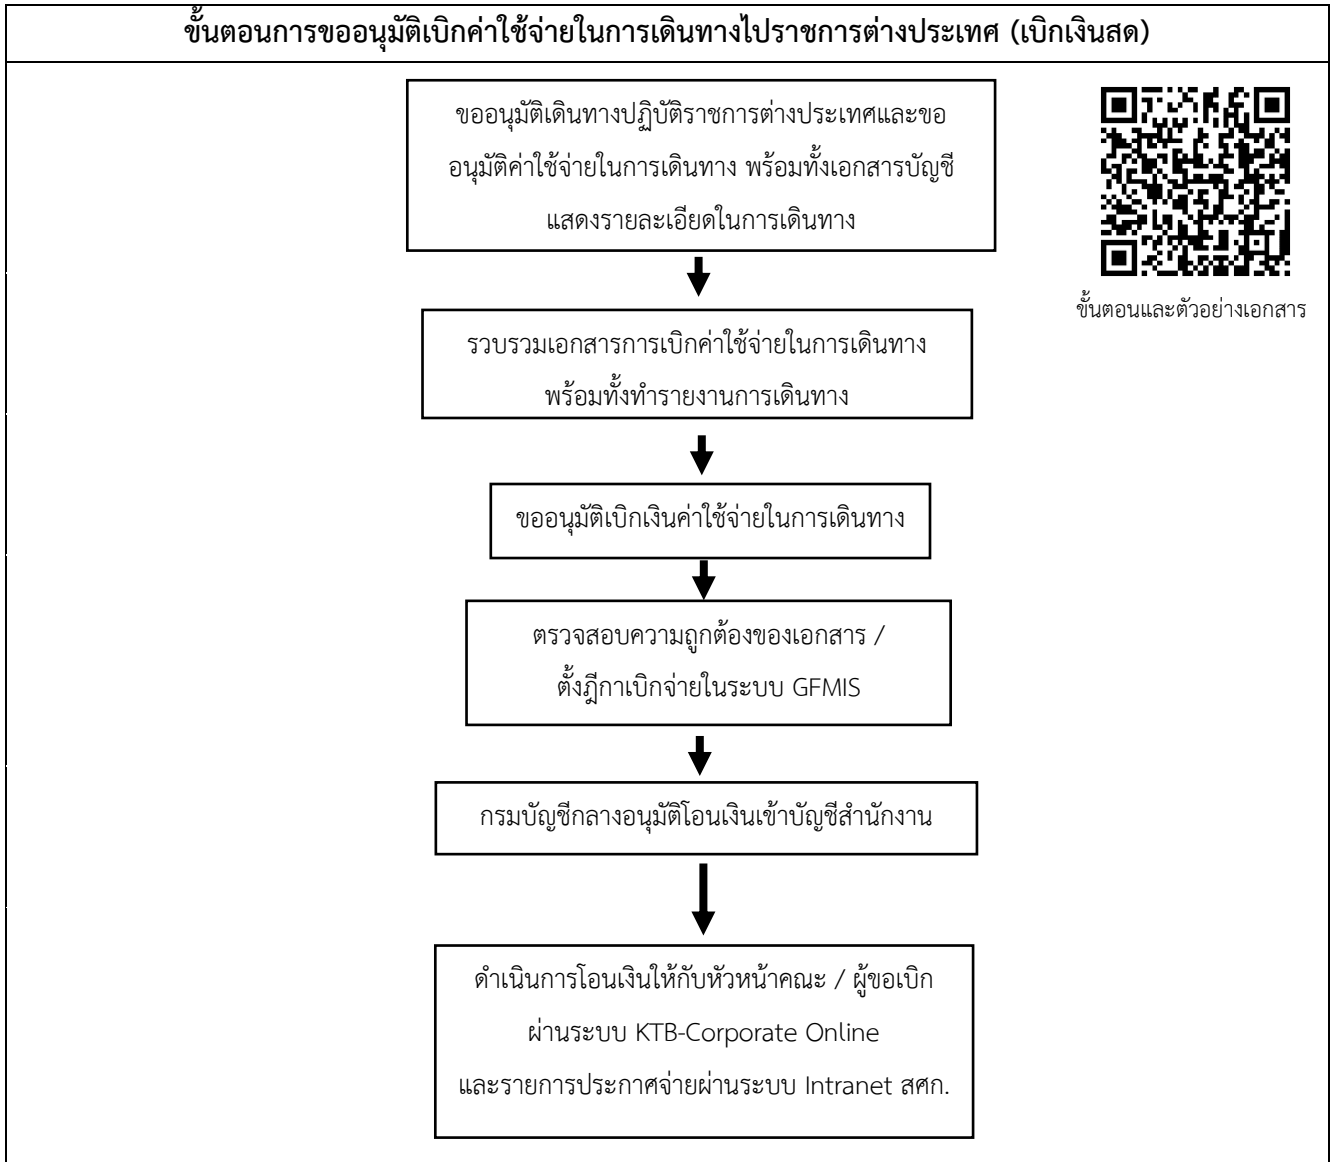 ขั้นตอนการขออนุมัติเบิกค่าใช้จ่ายในการเดินทางไปราชการต่างประเทศ (เบิกเงินสด)
ขออนุมัติเดินทางปฏิบัติราชการต่างประเทศและขอ
อนุมัติค่าใช้จ่ายในการเดินทาง พร้อมทั้งเอกสารบัญชี
แสดงรายละเอียดในการเดินทาง
ขั้นตอนและตัวอย่างเอกสาร
รวบรวมเอกสารการเบิกค่าใช้จ่ายในการเดินทาง
พร้อมทั้งทำรายงานการเดินทาง
ขออนุมัติเบิกเงินค่าใช้จ่ายในการเดินทาง
ตรวจสอบความถูกต้องของเอกสาร /
ตั้งฎีกาเบิกจ่ายในระบบ GFMIS
กรมบัญชีกลางอนุมัติโอนเงินเข้าบัญชีสำนักงาน
ดำเนินการโอนเงินให้กับหัวหน้าคณะ / ผู้ขอเบิก
ผ่านระบบ KTB-Corporate Online
และรายการประกาศจ่ายผ่านระบบ Intranet สศก.